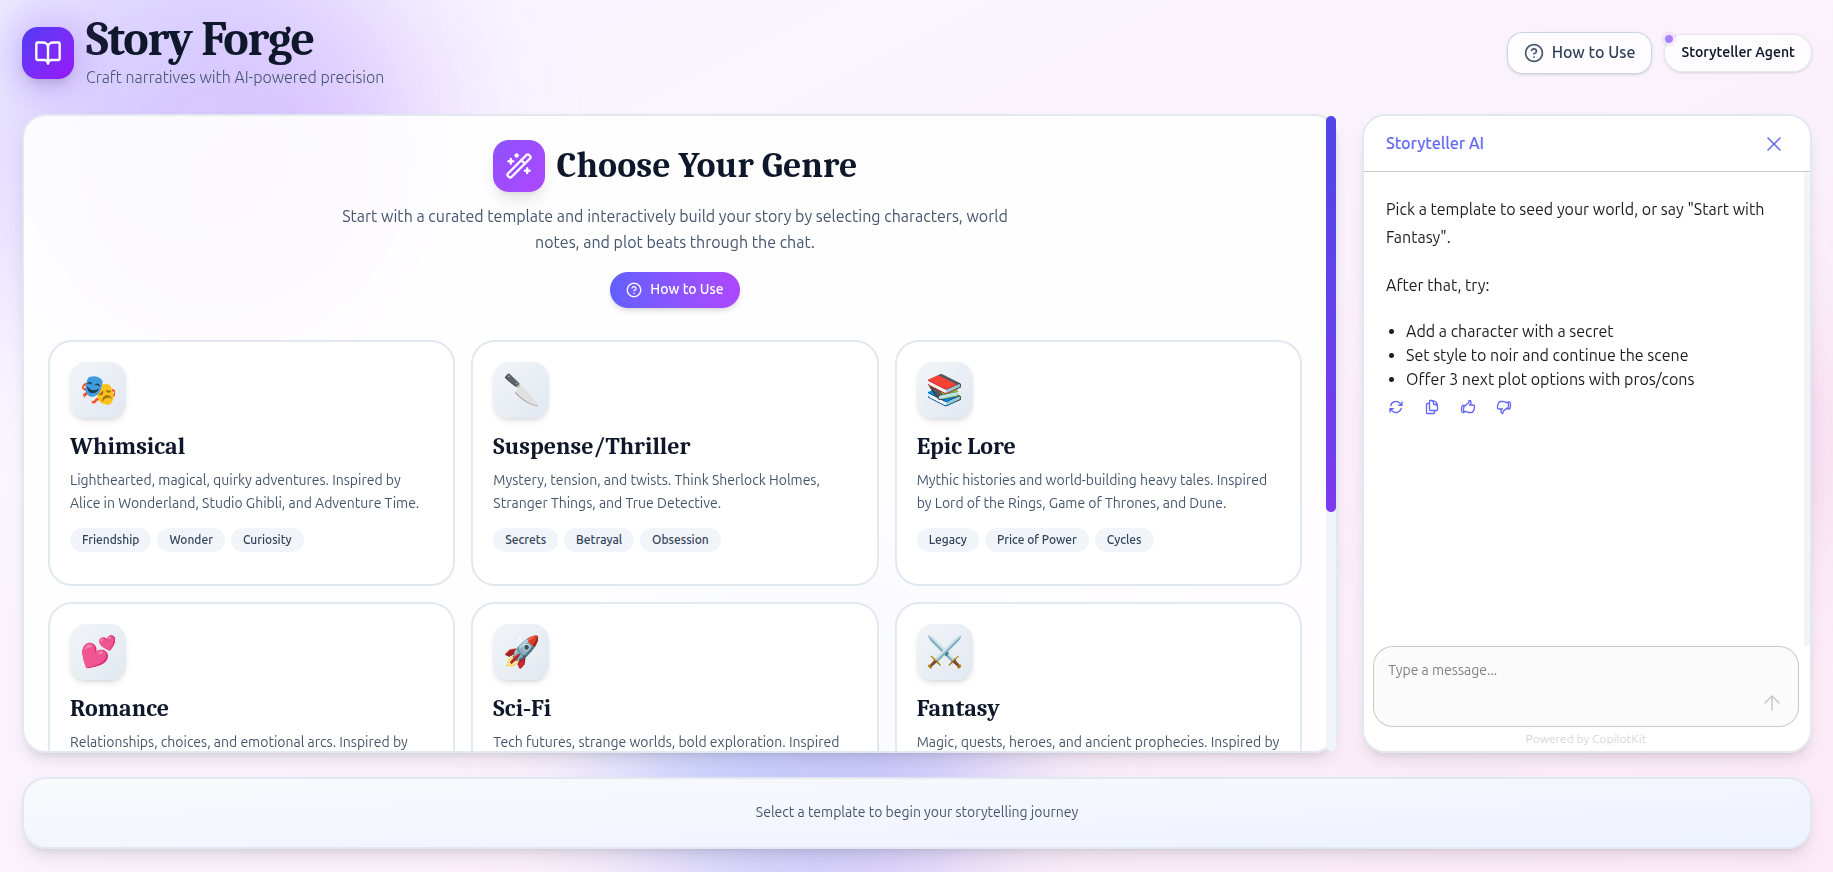 Story Forge
Craft narratives with AI-powered precision
How to Use
Storyteller Agent
Choose Your Genre
Start with a curated template and interactively build your story by selecting characters, world
notes, and plot beats through the chat.
How to Use
Whimsical
Lighthearted, magical, quirky adventures. Inspired by
Alice in Wonderland, Studio Ghibli, and Adventure Time.
Friendship
Wonder
Curiosity
Suspense/Thriller
Mystery, tension, and twists. Think Sherlock Holmes,
Stranger Things, and True Detective.
Secrets
Betrayal
Obsession
Epic Lore
Mythic histories and world-building heavy tales. Inspired
by Lord of the Rings, Game of Thrones, and Dune.
Legacy
Price of Power
Cycles
Romance
Relationships, choices, and emotional arcs. Inspired by
Sci-Fi
Tech futures, strange worlds, bold exploration. Inspired
Fantasy
Magic, quests, heroes, and ancient prophecies. Inspired by
Storyteller AI
Pick a template to seed your world, or say "Start with
Fantasy".
After that, try:
• Add a character with a secret
• Set style to noir and continue the scene
• Offer 3 next plot options with pros/cons
Type a message...
Powered by CopilotKit
Select a template to begin your storytelling journey